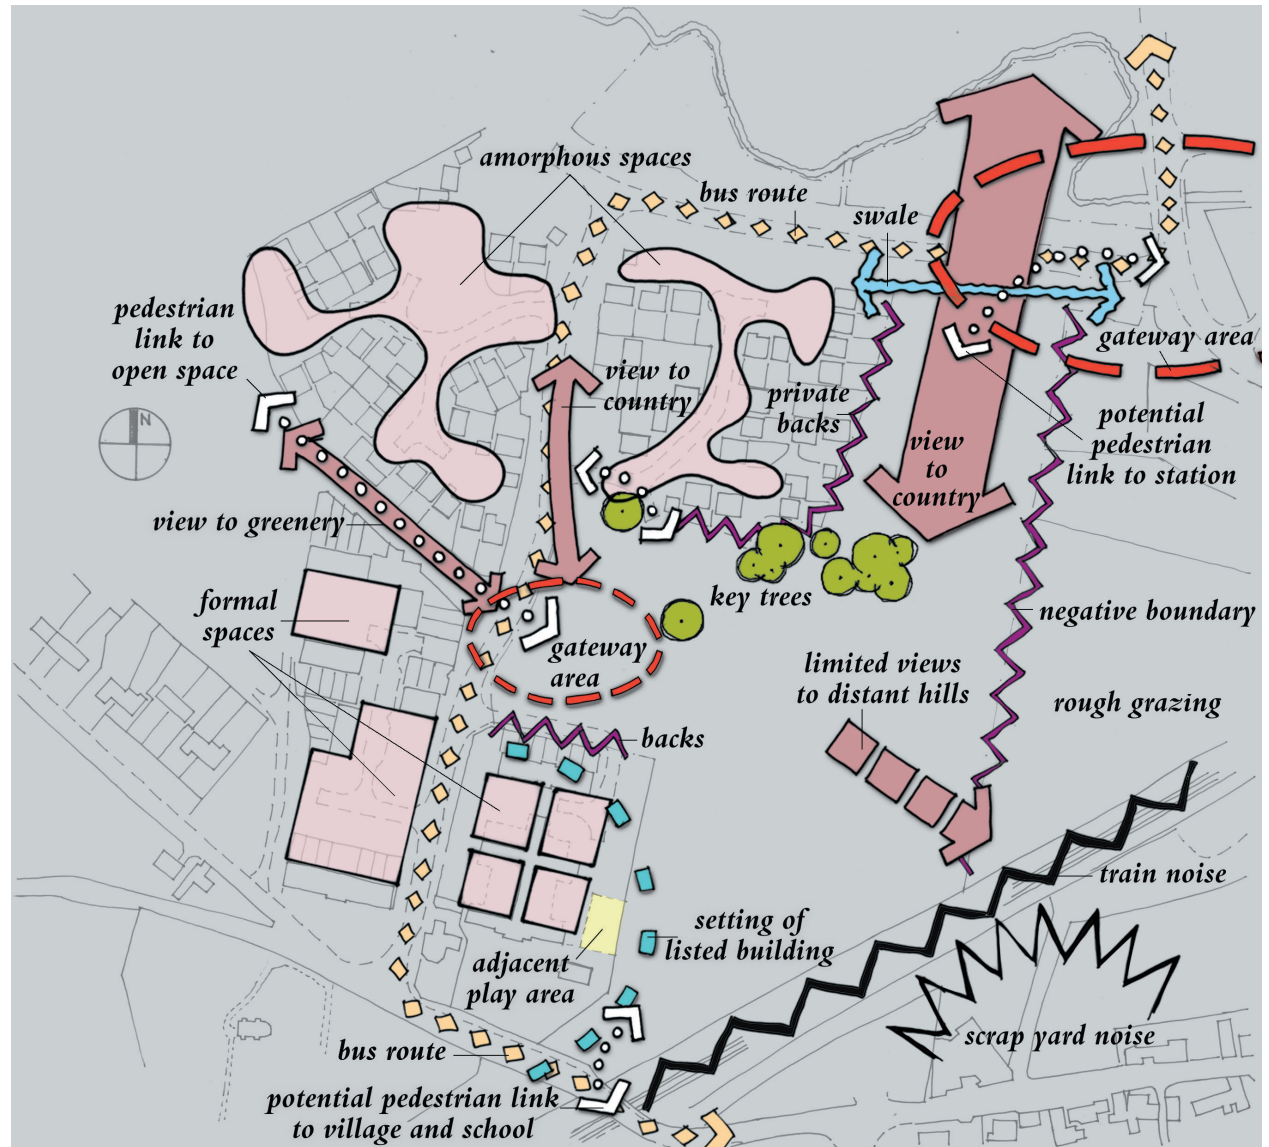 amorphous spaces
bus route
swale
pedestrian
link to
open space
N
view to
country
private
backs
gateway area
view
to
country
potential
pedestrian
link to station
view to greenery
formal
spaces
key trees
negative boundary
gateway
area
limited views
to distant hills
rough grazing
backs
train noise
setting of
listed building
adjacent
play area
scrap yard noise
bus route
potential pedestrian link
to village and school